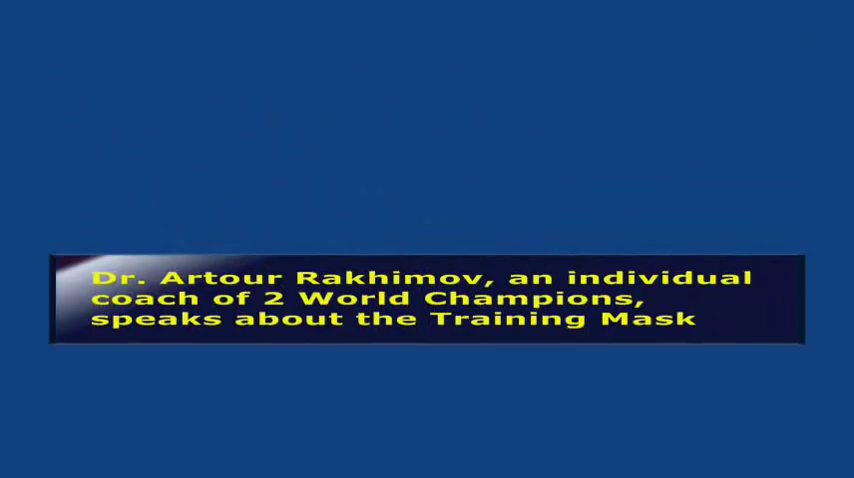 Dr. Artour Rakhimov, an individual
coach of 2 World Champions,
speaks about the Training Mask